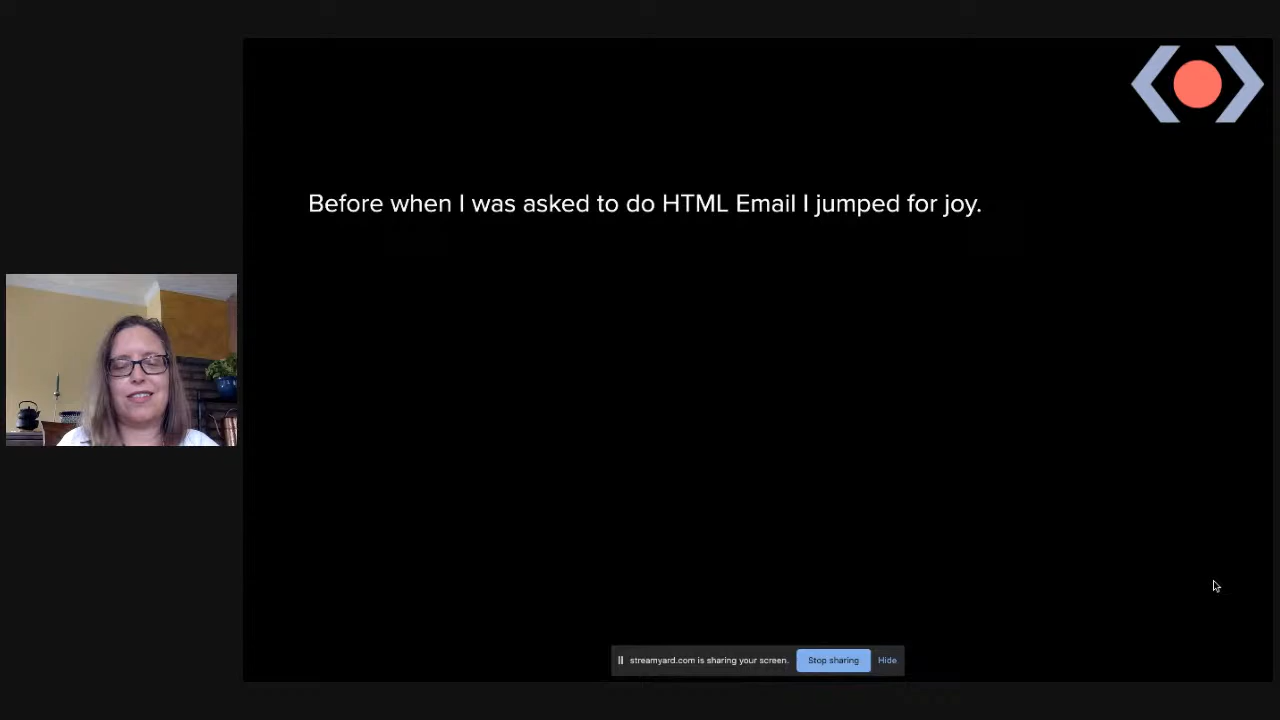 Before when I was asked to do HTML Email I jumped for joy.
streamyard.com is sharing your screen. Stop sharing Hide